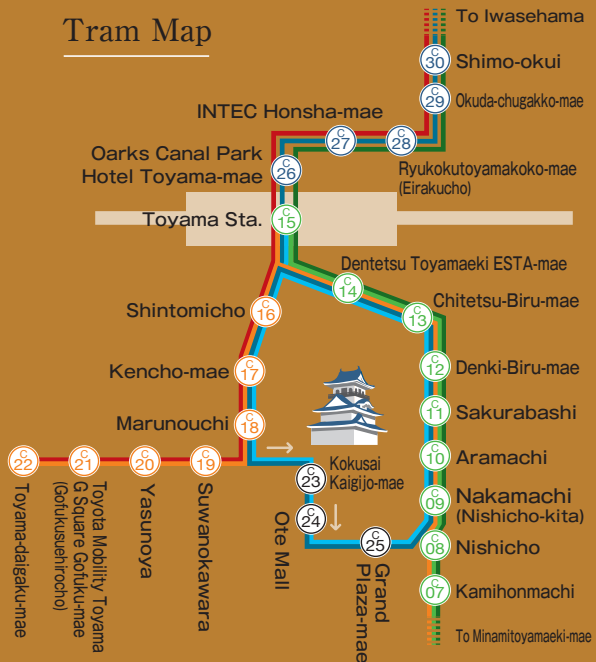 Tram Map
To Iwasehama
C
30
Shimo-okui
C
29
Okuda-chugakko-mae
INTEC Honsha-mae
C
27
C
28
Ryukokutoyamakoko-mae
(Eirakucho)
Oarks Canal Park
Hotel Toyama-mae
C
26
Toyama Sta.
C
15
Dentetsu Toyamaeki ESTA-mae
C
14
Chitetsu-Biru-mae
C
13
Shintomicho
C
16
Kencho-mae
C
17
Denki-Biru-mae
C
12
Marunouchi
C
18
→
Sakurabashi
C
11
C
22
C
21
C
20
C
19
Toyama-daigaku-mae
Toyota Mobility Toyama
G Square Gofuku-mae
(Gofukusuehirocho)
Yasunoya
Suwanokawara
Kokusai
Kaigijo-mae
C
23
C
10
Aramachi
C
24
↓
Ote Mall
C
09
Nakamachi
(Nishicho-kita)
C
25
Grand
Plaza-mae
C
08
Nishicho
C
07
Kamihonmachi
To Minamitoyamaeki-mae